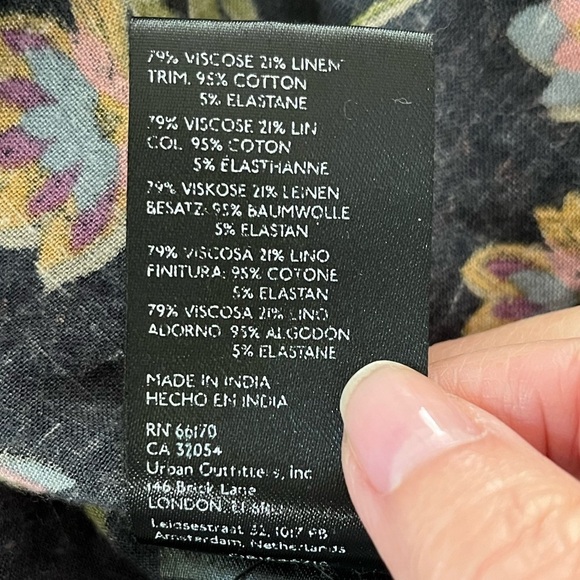 79% VISCOSE 21% LINEN
TRIM. 95% COTTON
5% ELASTANE
79% VISCOSE 21% LIN
COL 95% COTON
5% ÉLASTHANNE
79% VISKOSE 21% LEINEN
BESATZ: 95% BAUMWOLLE
5% ELASTAN
79% VISCOSA 21% LINO
FINITURA: 95% COTONE
5% ELASTAN
79% VISCOSA 21% LINO
ADORNO 95% ALGODÓN
5% ELASTANE
MADE IN INDIA
HECHO EN INDIA
RN 66170
CA 32054
Urban Outfitters, Inc
146 Brick Lane
LONDON,
Leidsestraat 32, 1017 PB
Amsterdam, Netherlands